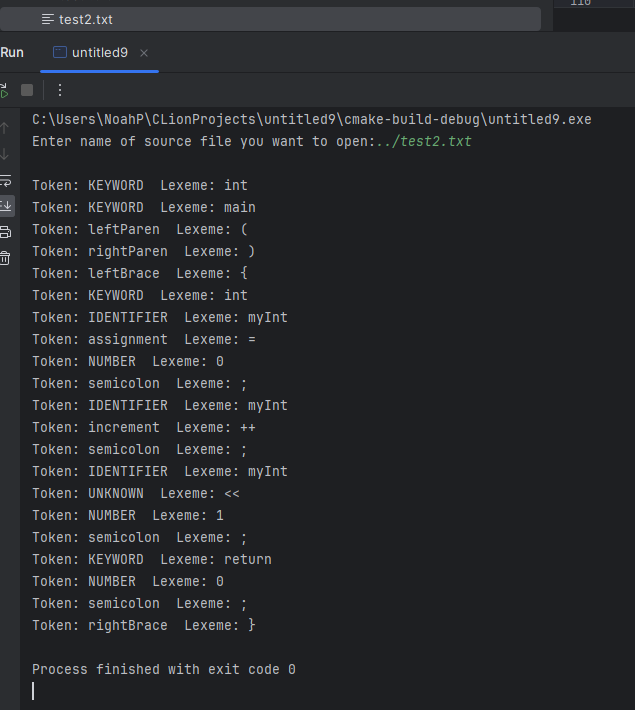 test2.txt
110
Run untitled9
C:\Users\NoahP\CLionProjects\untitled9\cmake-build-debug\untitled9.exe
Enter name of source file you want to open:../test2.txt
Token: KEYWORD  Lexeme: int
Token: KEYWORD  Lexeme: main
Token: leftParen  Lexeme: (
Token: rightParen  Lexeme: )
Token: leftBrace  Lexeme: {
Token: KEYWORD  Lexeme: int
Token: IDENTIFIER  Lexeme: myInt
Token: assignment  Lexeme: =
Token: NUMBER  Lexeme: 0
Token: semicolon  Lexeme: ;
Token: IDENTIFIER  Lexeme: myInt
Token: increment  Lexeme: ++
Token: semicolon  Lexeme: ;
Token: IDENTIFIER  Lexeme: myInt
Token: UNKNOWN  Lexeme: <<
Token: NUMBER  Lexeme: 1
Token: semicolon  Lexeme: ;
Token: KEYWORD  Lexeme: return
Token: NUMBER  Lexeme: 0
Token: semicolon  Lexeme: ;
Token: rightBrace  Lexeme: }
Process finished with exit code 0